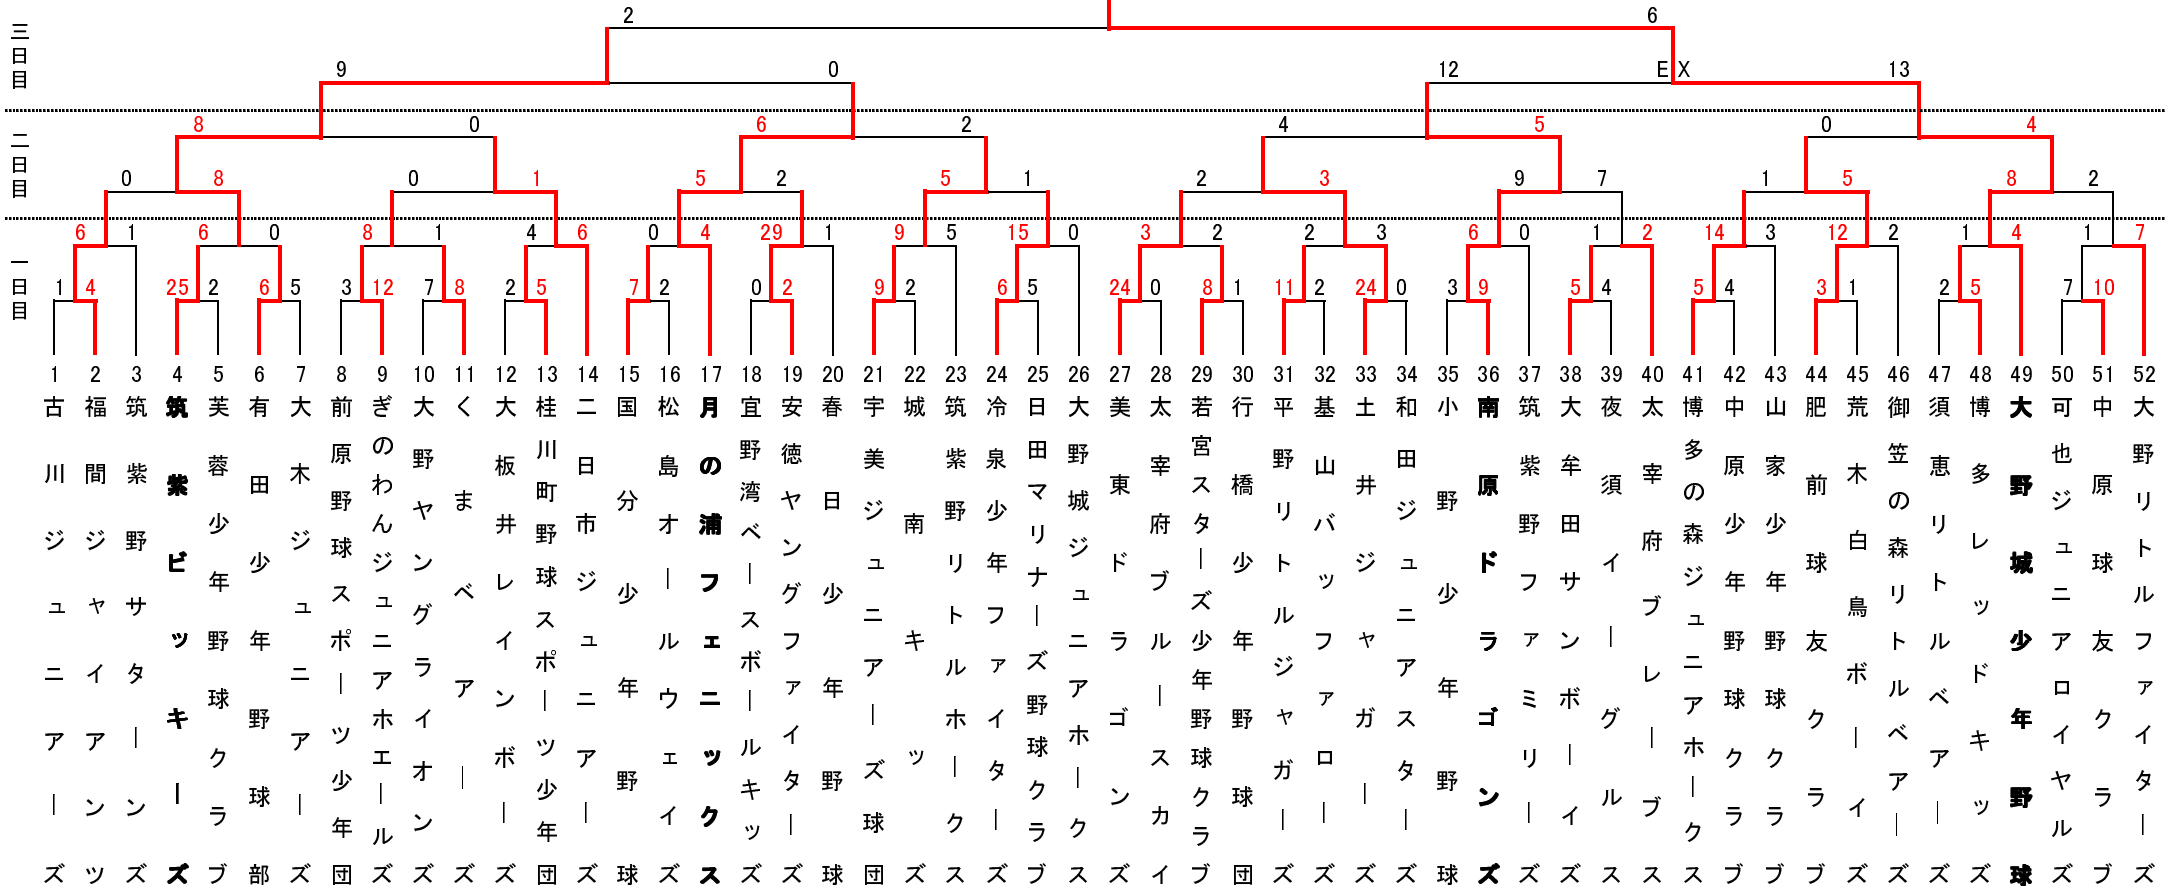 2 6
三日目
9 0 12 EX 13
8 0 6 2 4 5 0 4
二日目
0 8 0 1 5 2 5 1 2 3 9 7 1 5 8 2
6 1 6 0 8 1 4 6 0 4 29 1 9 5 15 0 3 2 2 3 6 0 1 2 14 3 12 2 1 4 1 7
一日目
1 4 25 2 6 5 3 12 7 8 2 5 7 2 0 2 9 2 6 5 24 0 8 1 11 2 24 0 3 9 5 4 5 4 3 1 2 5 7 10
1 古川ジュニアーズ
2 福間ジャイアンツ
3 筑紫野サターンズ
4 筑紫ビッキーズ
5 芙蓉少年野球クラブ
6 有田少年野球部
7 大木ジュニアーズ
8 前原野球スポーツ少年団
9 ぎのわんジュニアホエールズ
10 大野ヤングライオンズ
11 くまベアーズ
12 大板井レインボーズ
13 桂川町野球スポーツ少年団
14 二日市ジュニアーズ
15 国分少年野球
16 松島オールウェイズ
17 月の浦フェニックス
18 宜野湾ベースボールキッズ
19 安徳ヤングファイターズ
20 春日少年野球
21 宇美ジュニアーズ球団
22 城南キッズ
23 筑紫野リトルホークス
24 冷泉少年ファイターズ
25 日田マリナーズ野球クラブ
26 大野城ジュニアホークス
27 美東ドラゴンズ
28 太宰府ブルースカイ
29 若宮スターズ少年野球クラブ
30 行橋少年野球団
31 平野リトルジャガーズ
32 基山バッファローズ
33 土井ジャガーズ
34 和田ジュニアスターズ
35 小野少年野球
36 南原ドラゴンズ
37 筑紫野ファミリーズ
38 大牟田サンボーイズ
39 夜須イーグルス
40 太宰府ブレーブス
41 博多の森ジュニアホークス
42 中原少年野球クラブ
43 山家少年野球クラブ
44 肥前球友クラブ
45 荒木白鳥ボーイズ
46 御笠の森リトルベアーズ
47 須恵リトルベアーズ
48 博多レッドキッズ
49 大野城少年野球
50 可也ジュニアロイヤルズ
51 中原球友クラブ
52 大野リトルファイターズ